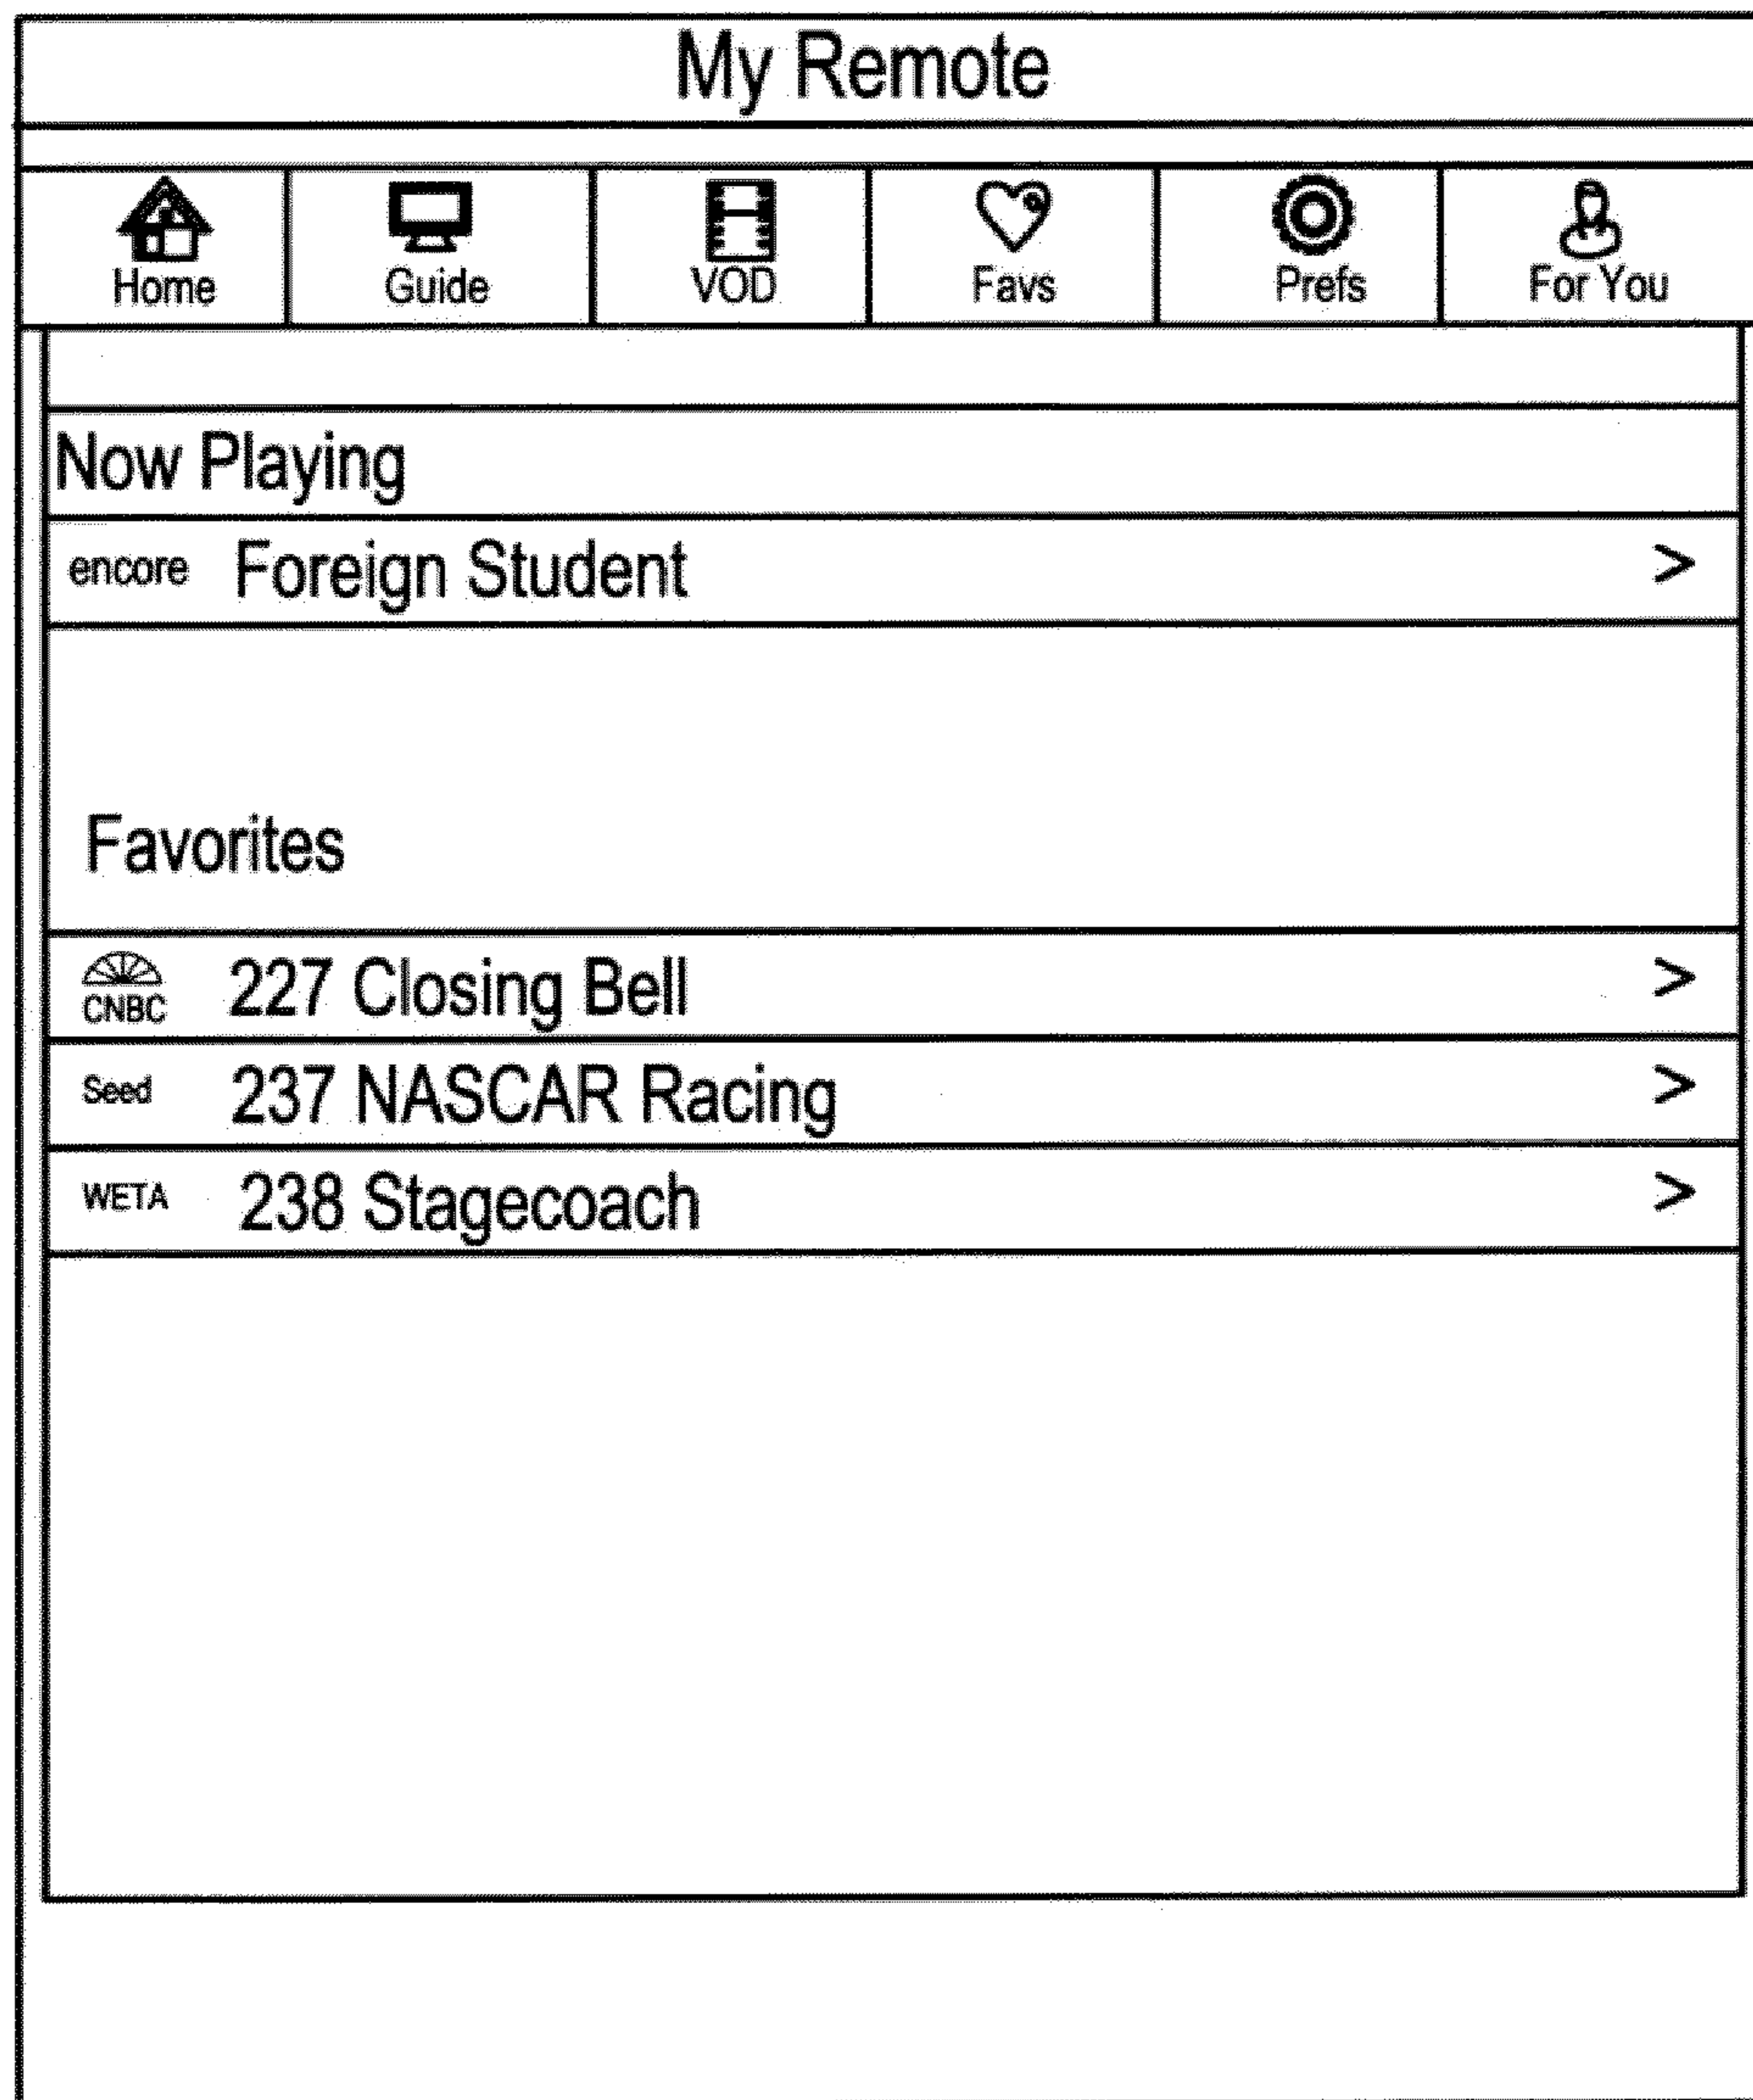 My Remote
Home Guide VOD Favs Prefs For You
Now Playing
encore Foreign Student >
Favorites
CNBC 227 Closing Bell >
Seed 237 NASCAR Racing >
WETA 238 Stagecoach >